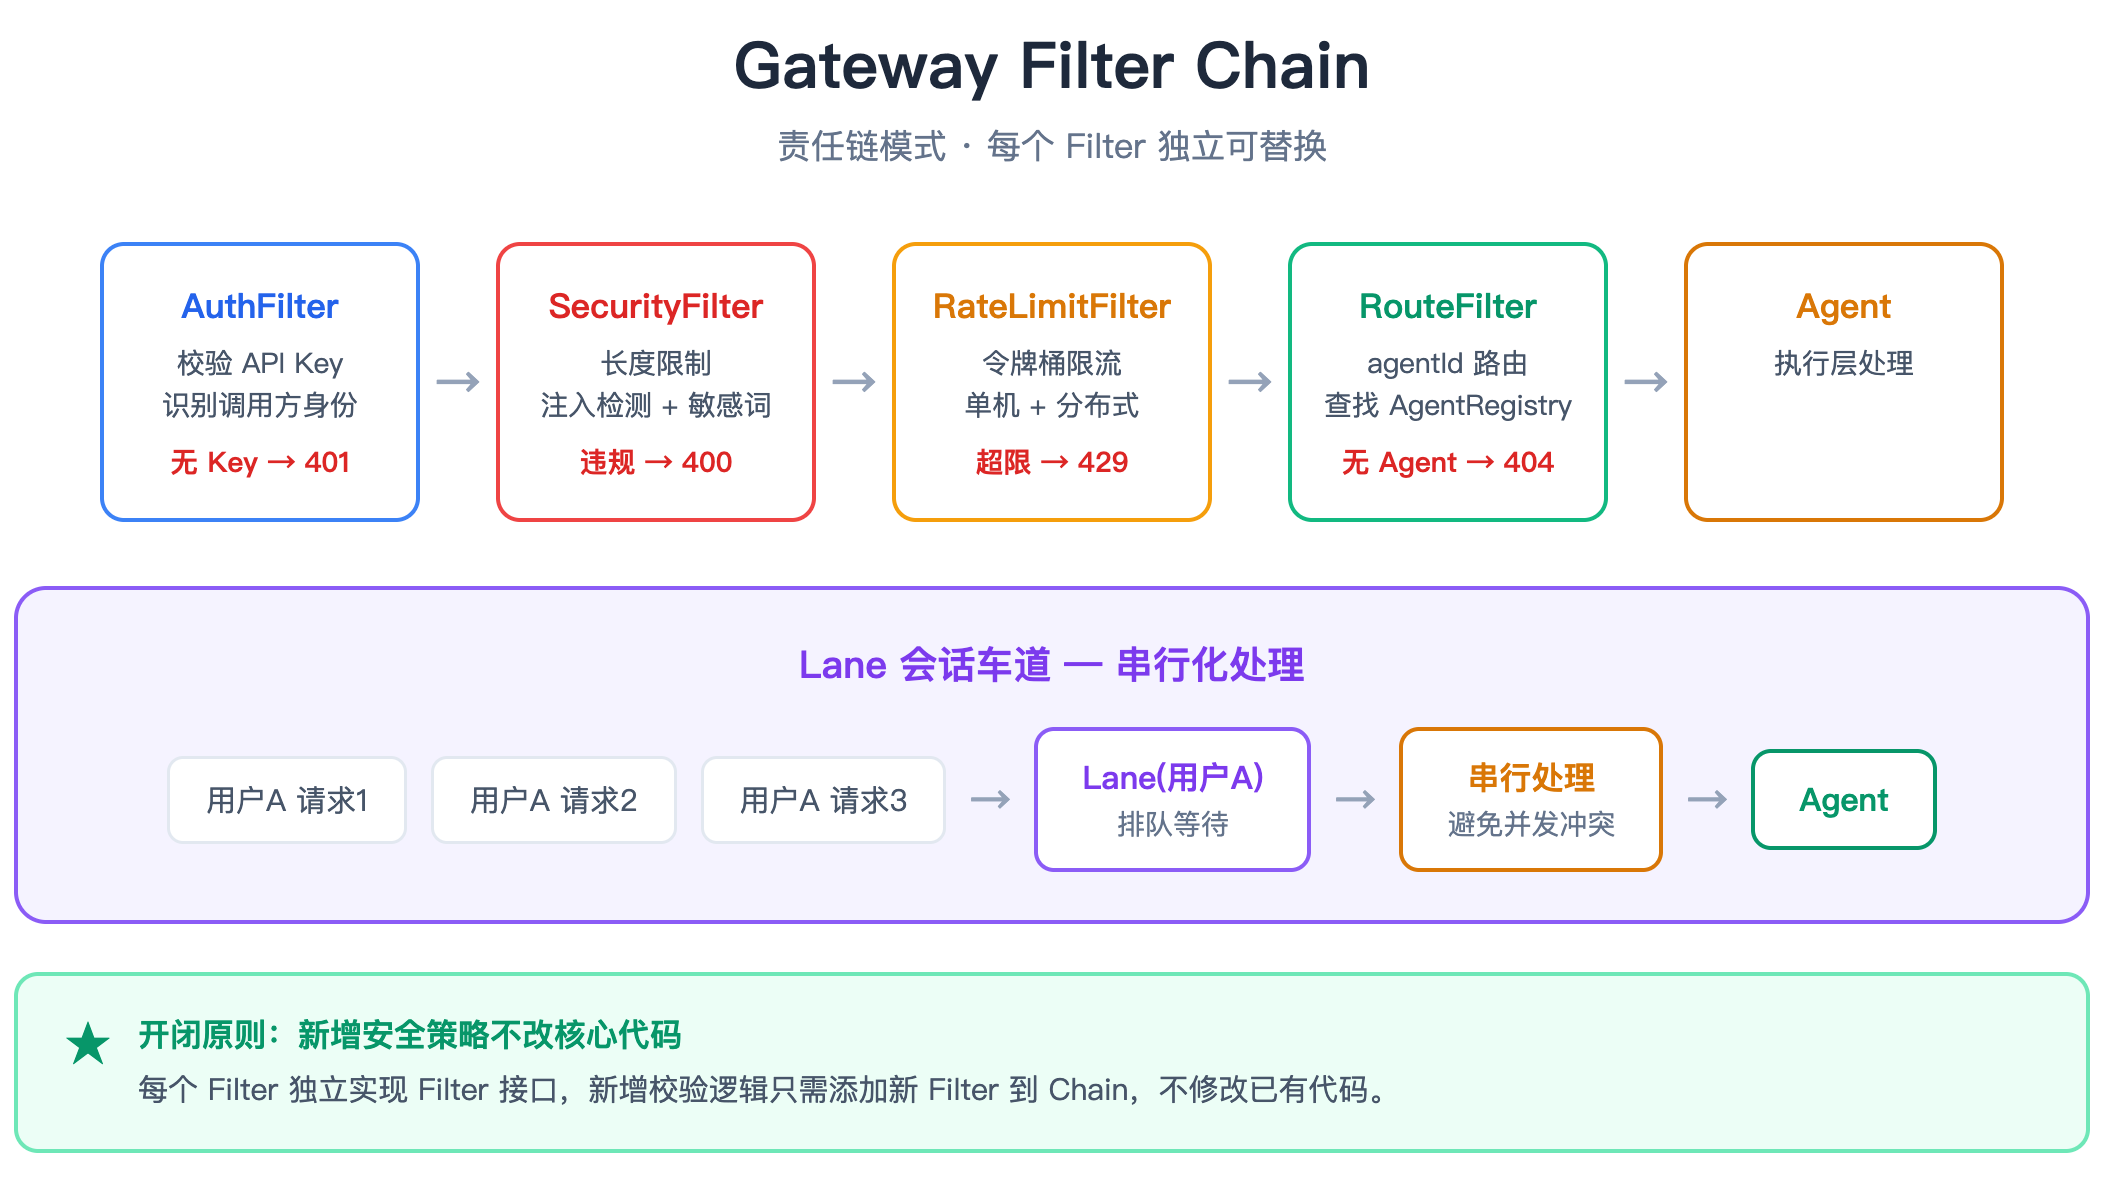 Gateway Filter Chain
责任链模式 · 每个 Filter 独立可替换
AuthFilter
校验 API Key
识别调用方身份
无 Key → 401
→
SecurityFilter
长度限制
注入检测 + 敏感词
违规 → 400
→
RateLimitFilter
令牌桶限流
单机 + 分布式
超限 → 429
→
RouteFilter
agentId 路由
查找 AgentRegistry
无 Agent → 404
→
Agent
执行层处理
Lane 会话车道 — 串行化处理
用户A 请求1
用户A 请求2
用户A 请求3
→
Lane(用户A)
排队等待
→
串行处理
避免并发冲突
→
Agent
★
开闭原则：新增安全策略不改核心代码
每个 Filter 独立实现 Filter 接口，新增校验逻辑只需添加新 Filter 到 Chain，不修改已有代码。